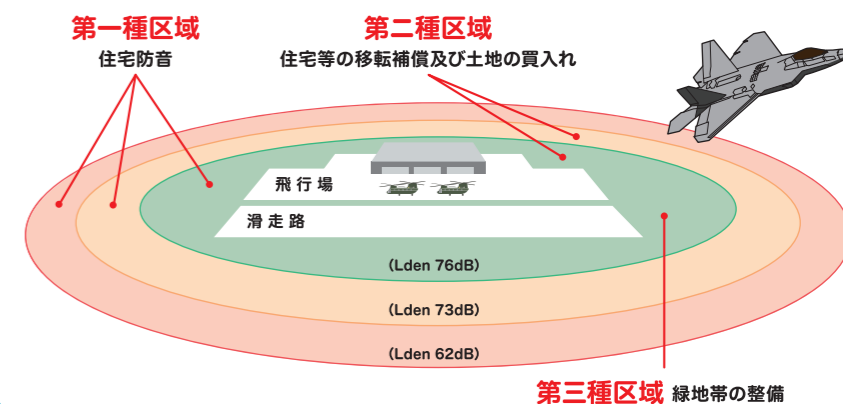 第一種区域
住宅防音
第二種区域
住宅等の移転補償及び土地の買入れ
飛行場
滑走路
(Lden 76dB)
(Lden 73dB)
(Lden 62dB)
第三種区域 緑地帯の整備